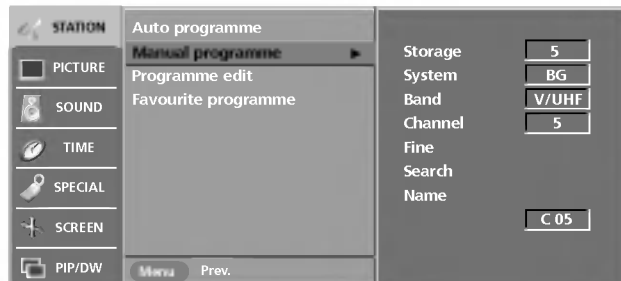 STATION
PICTURE
SOUND
TIME
SPECIAL
SCREEN
PIP/DW
Auto programme
Manual programme
Programme edit
Favourite programme
Menu Prev.
Storage 5
System BG
Band V/UHF
Channel 5
Fine
Search
Name
C 05